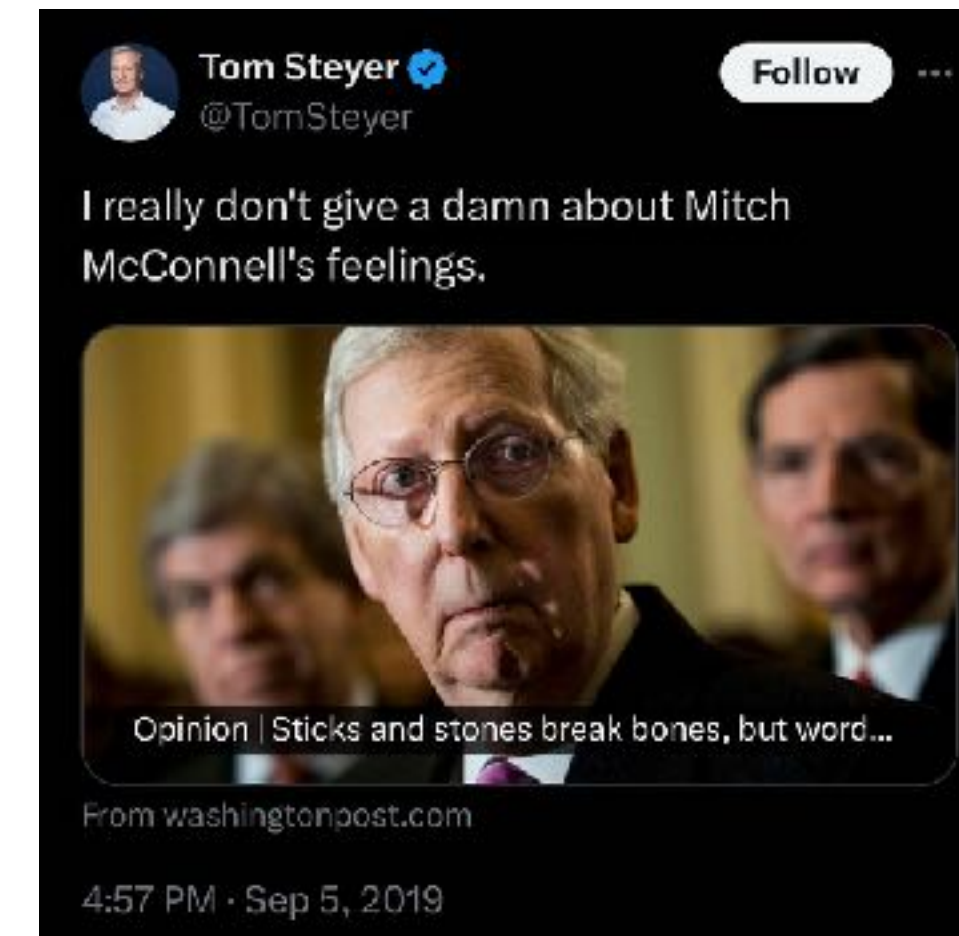 Tom Steyer
Follow
@TomSteyer
I really don't give a damn about Mitch
McConnell's feelings.
Opinion | Sticks and stones break bones, but word...
From washingtonpost.com
4:57 PM · Sep 5, 2019